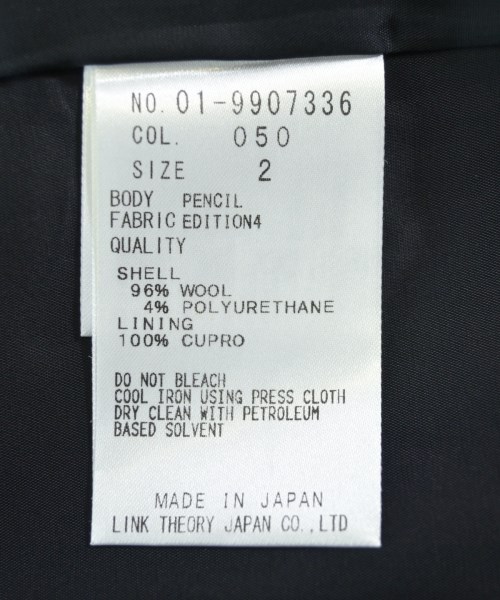 NO. 01-9907336
COL. 050
SIZE 2
BODY PENCIL
FABRIC EDITION4
QUALITY
SHELL
96% WOOL
4% POLYURETHANE
LINING
100% CUPRO
DO NOT BLEACH
COOL IRON USING PRESS CLOTH
DRY CLEAN WITH PETROLEUM
BASED SOLVENT
MADE IN JAPAN
LINK THEORY JAPAN CO.,LTD